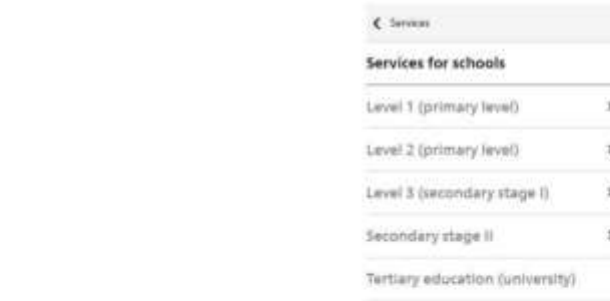 Services
Services for schools
Level 1 (primary level)
Level 2 (primary level)
Level 3 (secondary stage I)
Secondary stage II
Tertiary education (university)